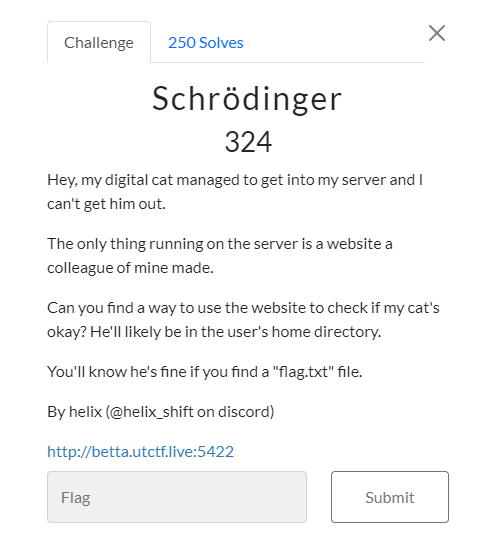 Challenge
250 Solves
Schrödinger
324
Hey, my digital cat managed to get into my server and I
can't get him out.
The only thing running on the server is a website a
colleague of mine made.
Can you find a way to use the website to check if my cat's
okay? He'll likely be in the user's home directory.
You'll know he's fine if you find a "flag.txt" file.
By helix (@helix_shift on discord)
http://betta.utctf.live:5422
Flag
Submit